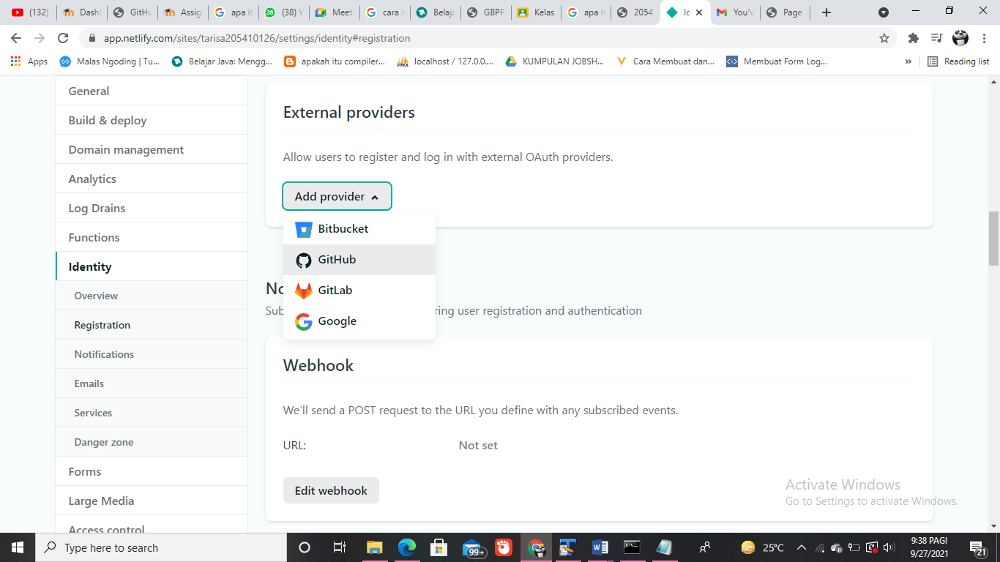 (132)
Dash
GitHu
Assig
apa it
(38) V
Meet
cara r
Belaja
GBPP
Kelas
apa it
2054
Id
You'v
Page
app.netlify.com/sites/tarisa205410126/settings/identity#registration
Apps
Malas Ngoding | Tu...
Belajar Java: Mengg...
apakah itu compiler...
localhost / 127.0.0....
KUMPULAN JOBSH...
Cara Membuat dan...
Membuat Form Log...
»
Reading list
General
Build & deploy
Domain management
Analytics
Log Drains
Functions
Identity
Overview
Registration
Notifications
Emails
Services
Danger zone
Forms
Large Media
Access control
External providers
Allow users to register and log in with external OAuth providers.
Add provider
Bitbucket
GitHub
GitLab
Google
No
Sub ring user registration and authentication
Webhook
We'll send a POST request to the URL you define with any subscribed events.
URL: Not set
Edit webhook
Activate Windows
Go to Settings to activate Windows.
Type here to search
99+
25°C
9:38 PAGI
9/27/2021
21